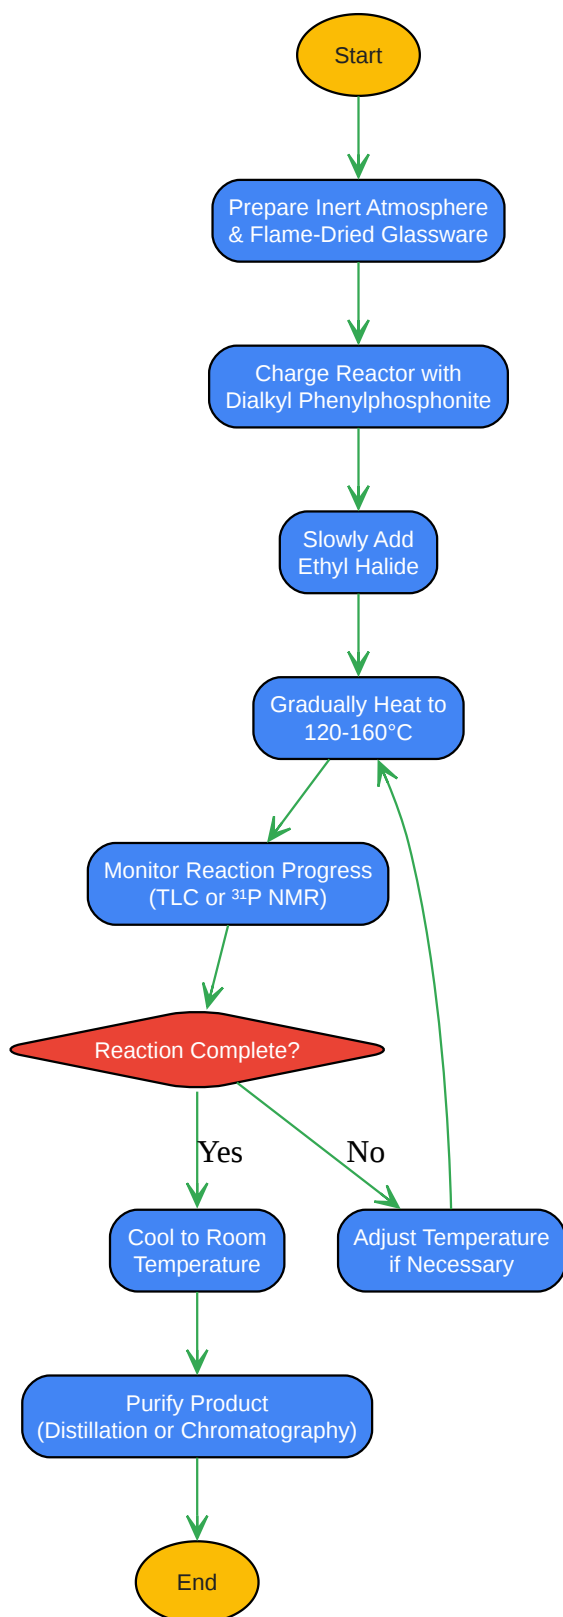 Start
Prepare Inert Atmosphere
& Flame-Dried Glassware
Charge Reactor with
Dialkyl Phenylphosphonite
Slowly Add
Ethyl Halide
Gradually Heat to
120-160°C
Monitor Reaction Progress
(TLC or ³¹P NMR)
Reaction Complete?
Yes
No
Cool to Room
Temperature
Adjust Temperature
if Necessary
Purify Product
(Distillation or Chromatography)
End